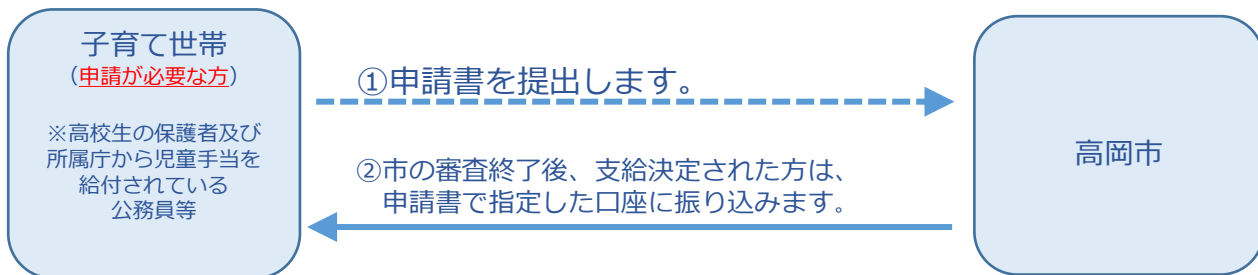 子育て世帯
（申請が必要な方）
※高校生の保護者及び
所属庁から児童手当を
給付されている
公務員等
①申請書を提出します。
②市の審査終了後、支給決定された方は、
申請書で指定した口座に振り込みます。
高岡市